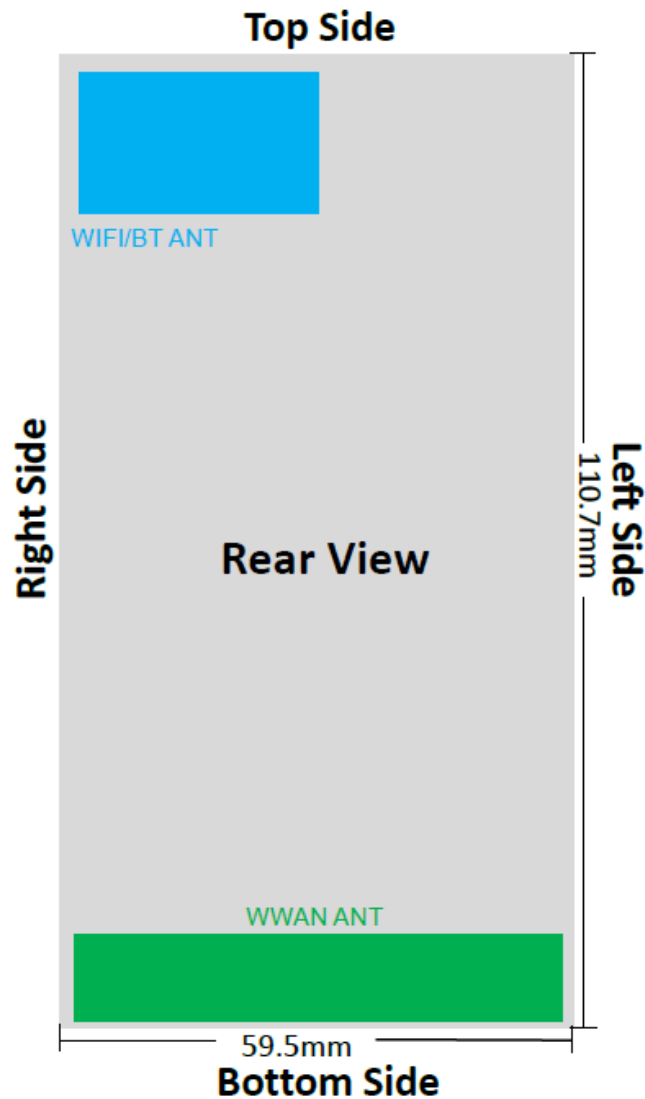 Top Side
WIFI/BT ANT
Right Side
Left Side
110.7mm
Rear View
WWAN ANT
59.5mm
Bottom Side